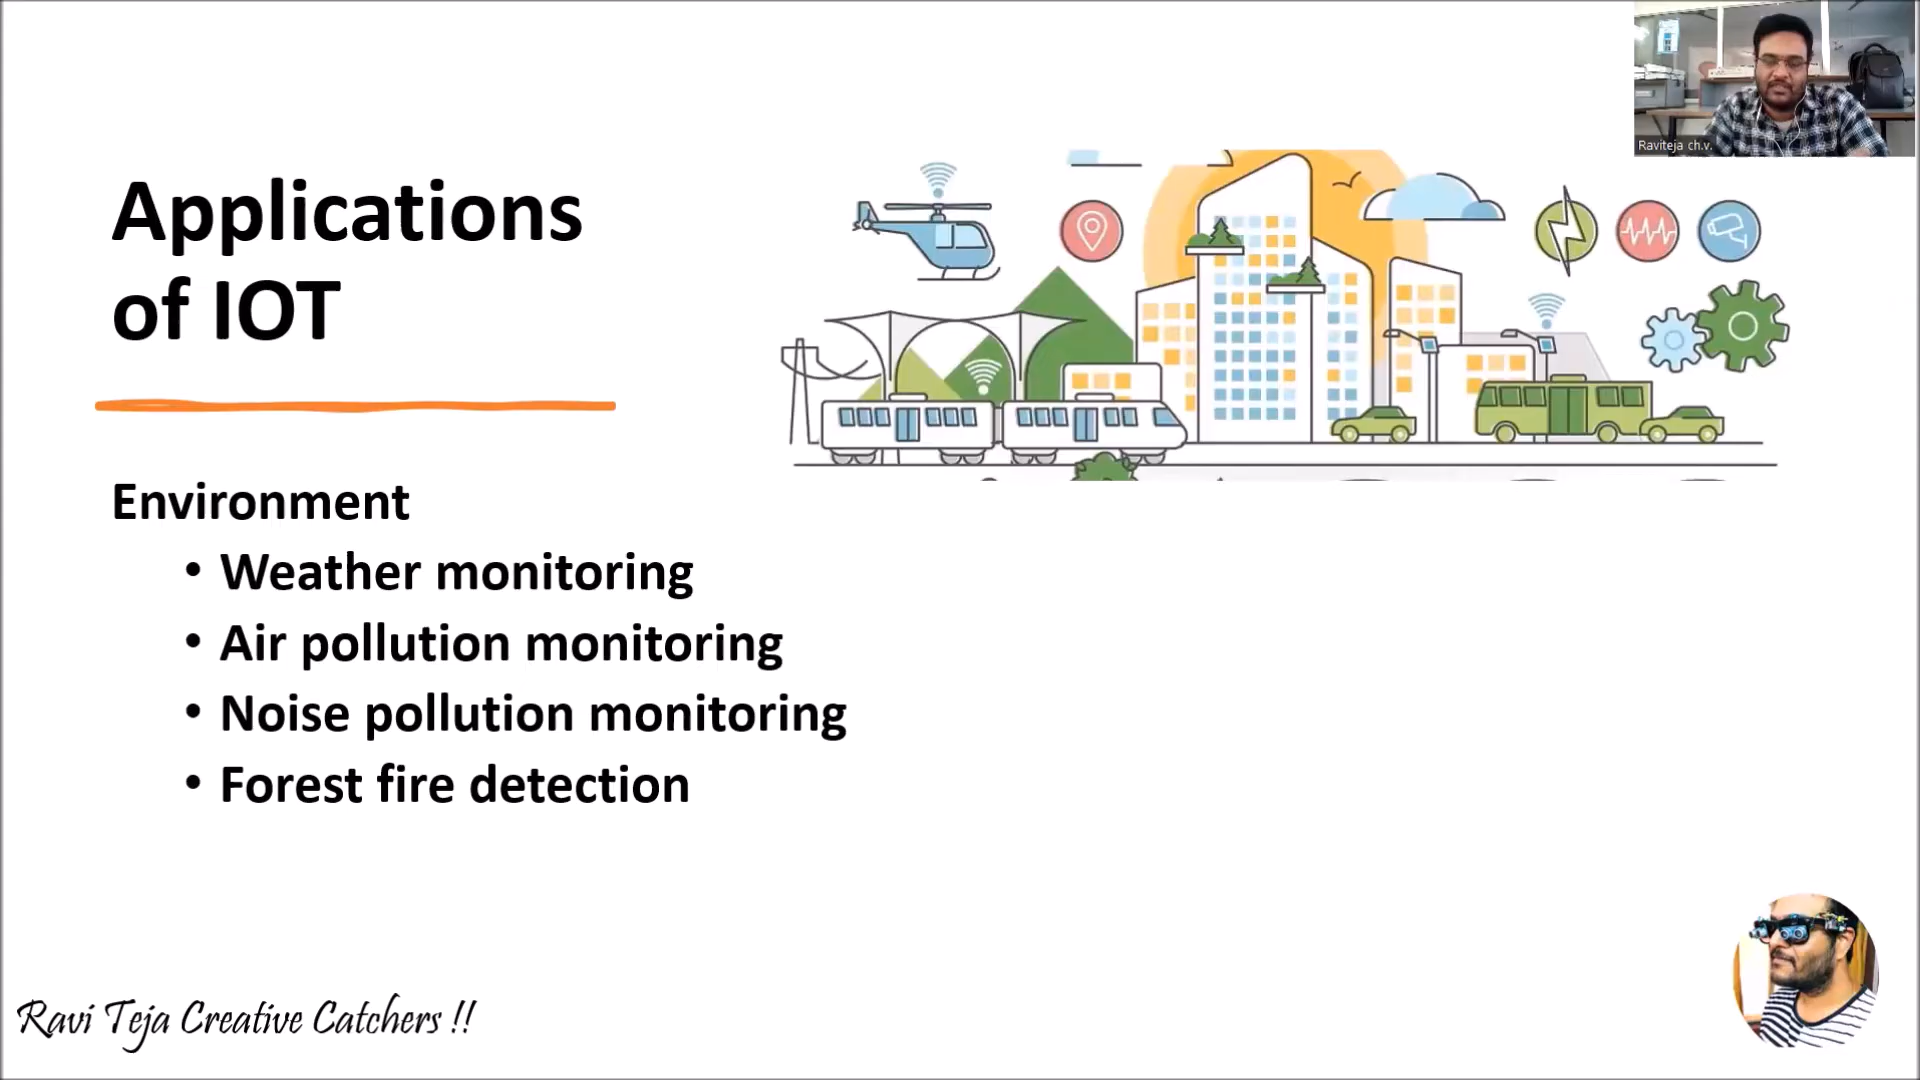 Raviteja ch.v.
Applications
of IOT
Environment
• Weather monitoring
• Air pollution monitoring
• Noise pollution monitoring
• Forest fire detection
Ravi Teja Creative Catchers !!